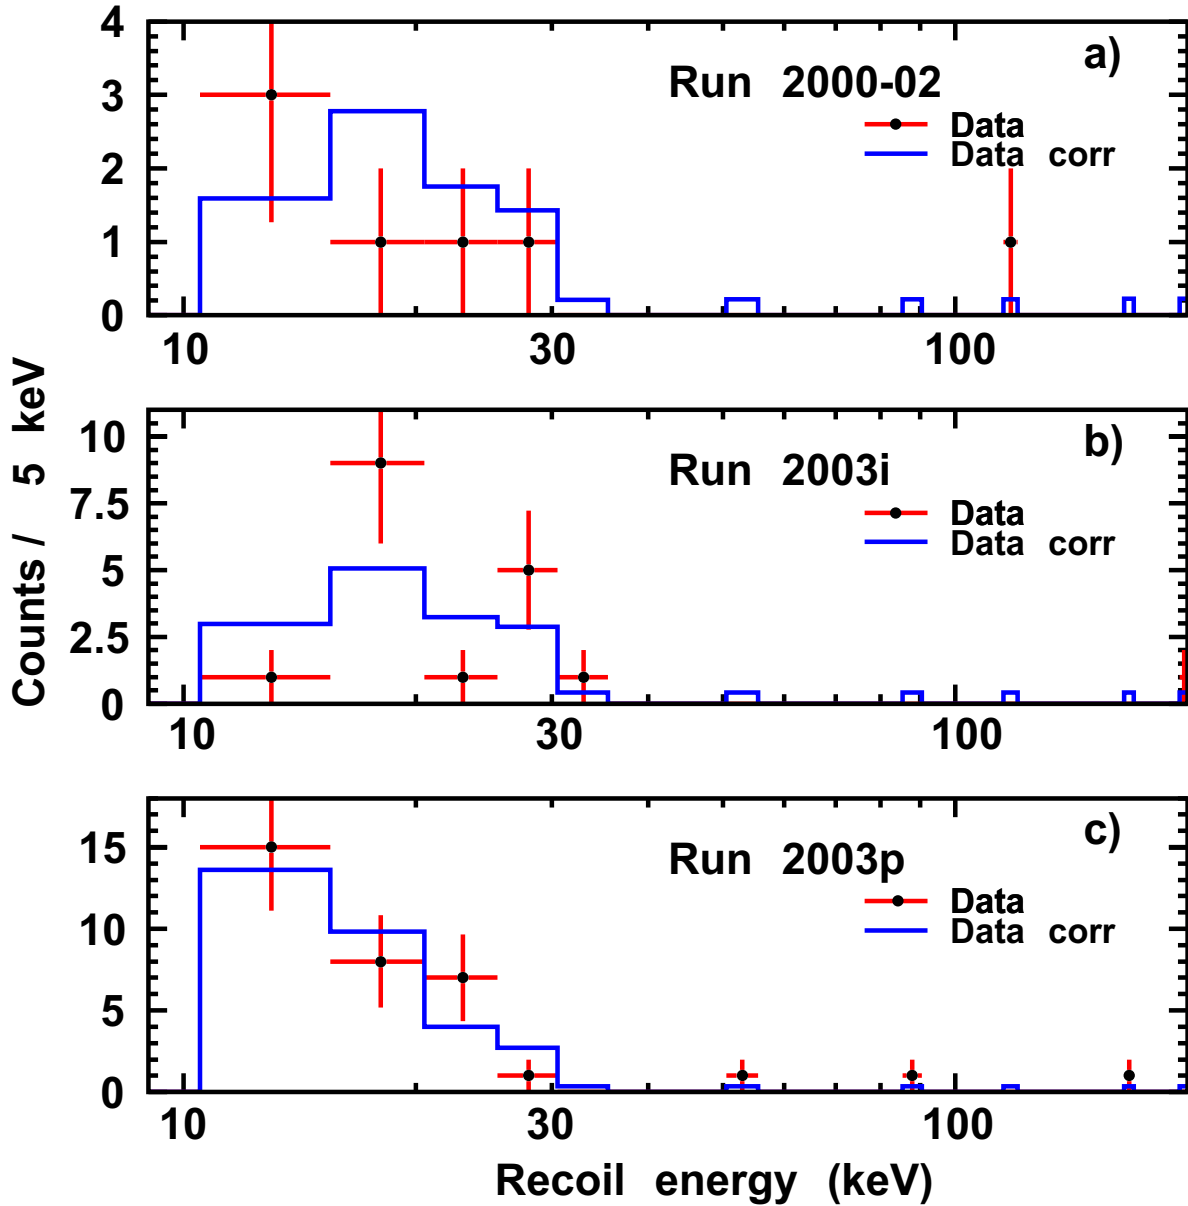 4
3
2
1
0
a)
Run 2000-02
Data
Data corr
10
30
100
Counts / 5 keV
10
7.5
5
2.5
0
b)
Run 2003i
Data
Data corr
10
30
100
15
10
5
0
c)
Run 2003p
Data
Data corr
10
30
100
Recoil energy (keV)